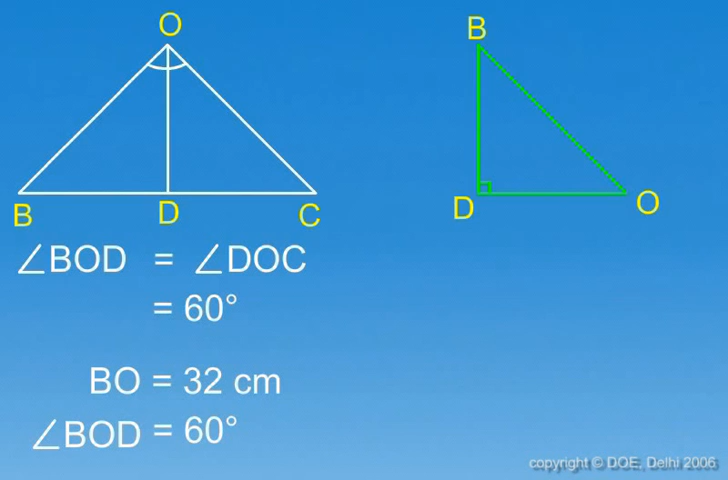 O
B D C
B
D O
∠BOD = ∠DOC
= 60°
BO = 32 cm
∠BOD = 60°
copyright © DOE, Delhi 2006